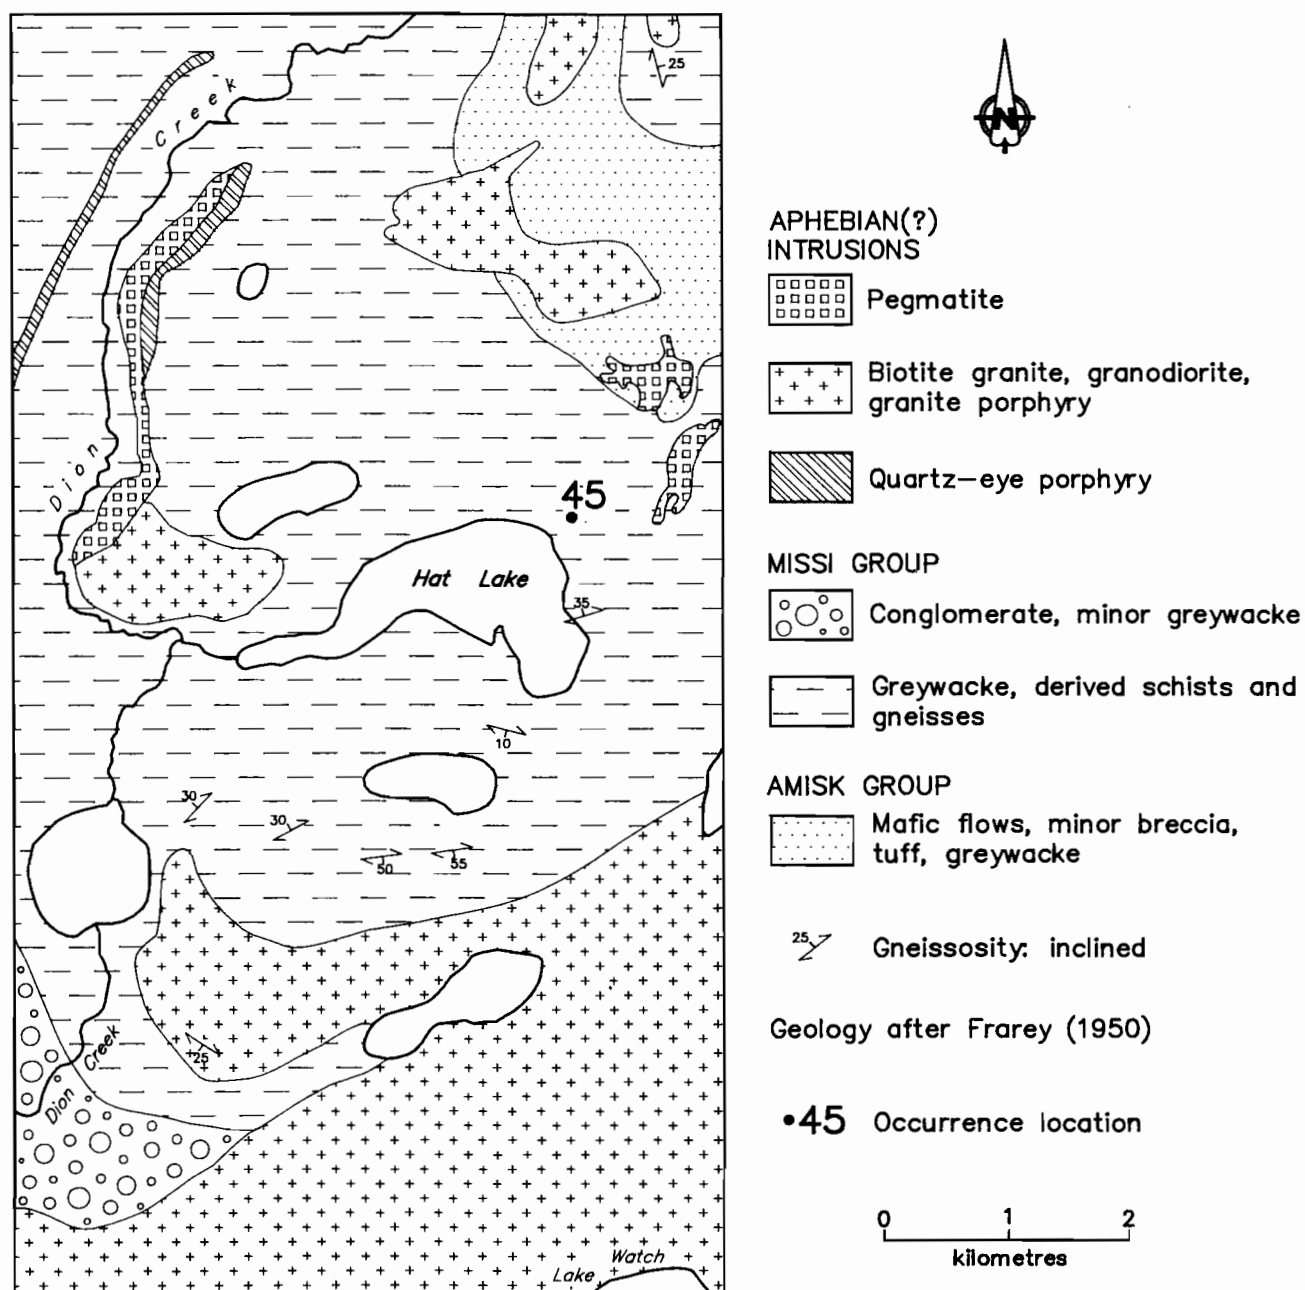 Creek
25
Dion
45
Hat Lake
35
10
30
30
50
55
25
Dion Creek
Watch
Lake
N
APHEBIAN(?)
INTRUSIONS
Pegmatite
Biotite granite, granodiorite,
granite porphyry
Quartz-eye porphyry
MISSI GROUP
Conglomerate, minor greywacke
Greywacke, derived schists and
gneisses
AMISK GROUP
Mafic flows, minor breccia,
tuff, greywacke
25
Gneissosity: inclined
Geology after Frarey (1950)
•45 Occurrence location
0 1 2
kilometres